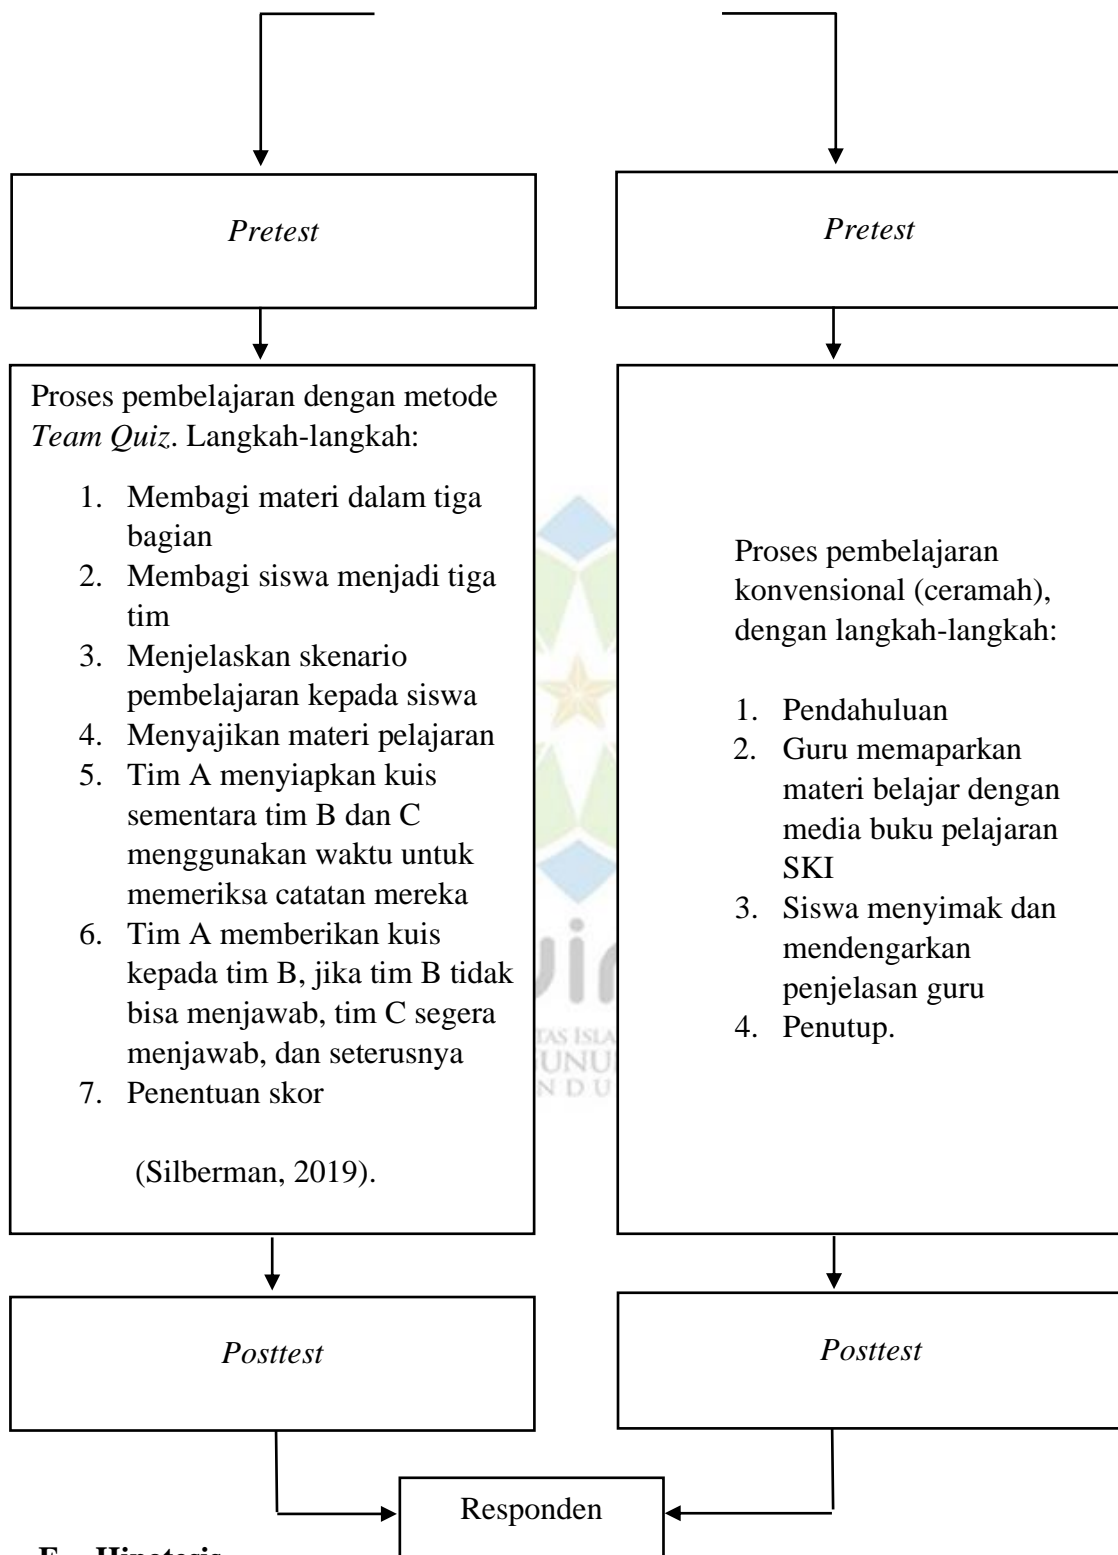 Pretest
Pretest
Proses pembelajaran dengan metode
Team Quiz. Langkah-langkah:
1. Membagi materi dalam tiga
bagian
2. Membagi siswa menjadi tiga
tim
3. Menjelaskan skenario
pembelajaran kepada siswa
4. Menyajikan materi pelajaran
5. Tim A menyiapkan kuis
sementara tim B dan C
menggunakan waktu untuk
memeriksa catatan mereka
6. Tim A memberikan kuis
kepada tim B, jika tim B tidak
bisa menjawab, tim C segera
menjawab, dan seterusnya
7. Penentuan skor
(Silberman, 2019).
Proses pembelajaran
konvensional (ceramah),
dengan langkah-langkah:
1. Pendahuluan
2. Guru memaparkan
materi belajar dengan
media buku pelajaran
SKI
3. Siswa menyimak dan
mendengarkan
penjelasan guru
4. Penutup.
Posttest
Posttest
Responden
Hipotesis